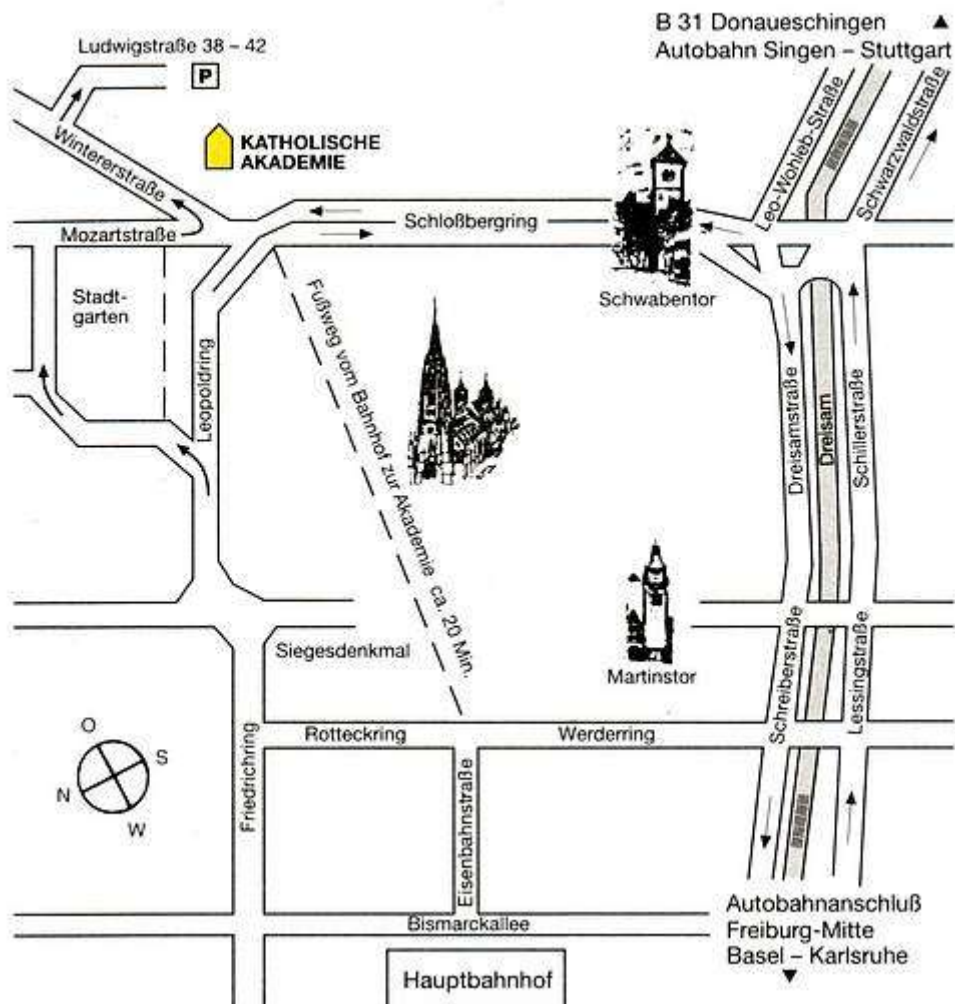 B 31 Donaueschingen ▲
Autobahn Singen – Stuttgart
Ludwigstraße 38 – 42
P
KATHOLISCHE
AKADEMIE
Wintererstraße
Leo-Wohleb-Straße
Schwarzwaldstraße
Mozartstraße
Schloßbergring
Schwabentor
Stadt-
garten
Leopoldring
Fußweg vom Bahnhof zur Akademie ca. 20 Min.
Dreisamstraße
Dreisam
Schillerstraße
Siegesdenkmal
Martinstor
Schreiberstraße
Lessingstraße
Rotteckring
Werderring
O
S
N
W
Friedrichring
Eisenbahnstraße
Bismarckallee
Autobahnanschluß
Freiburg-Mitte
Basel – Karlsruhe
▼
Hauptbahnhof